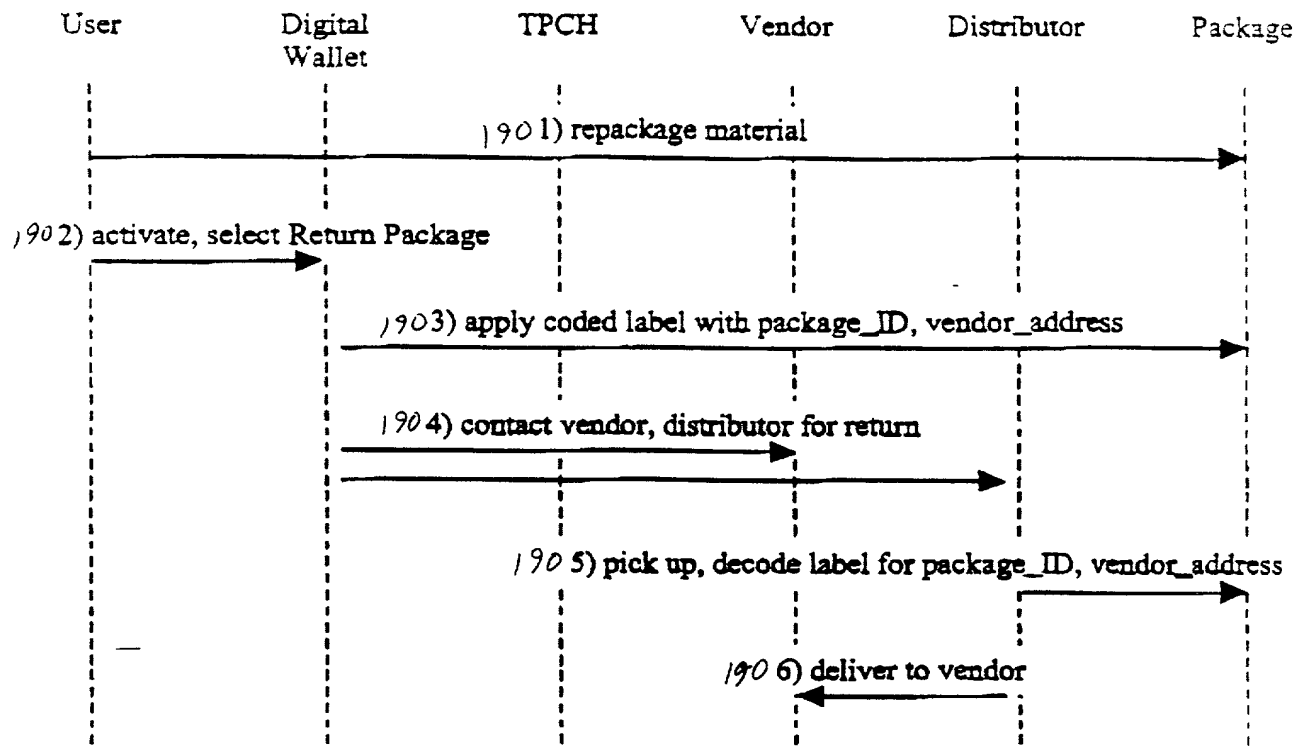 User Digital Wallet TPCH Vendor Distributor Package
1901) repackage material
1902) activate, select Return Package
1903) apply coded label with package_ID, vendor_address
1904) contact vendor, distributor for return
1905) pick up, decode label for package_ID, vendor_address
1906) deliver to vendor